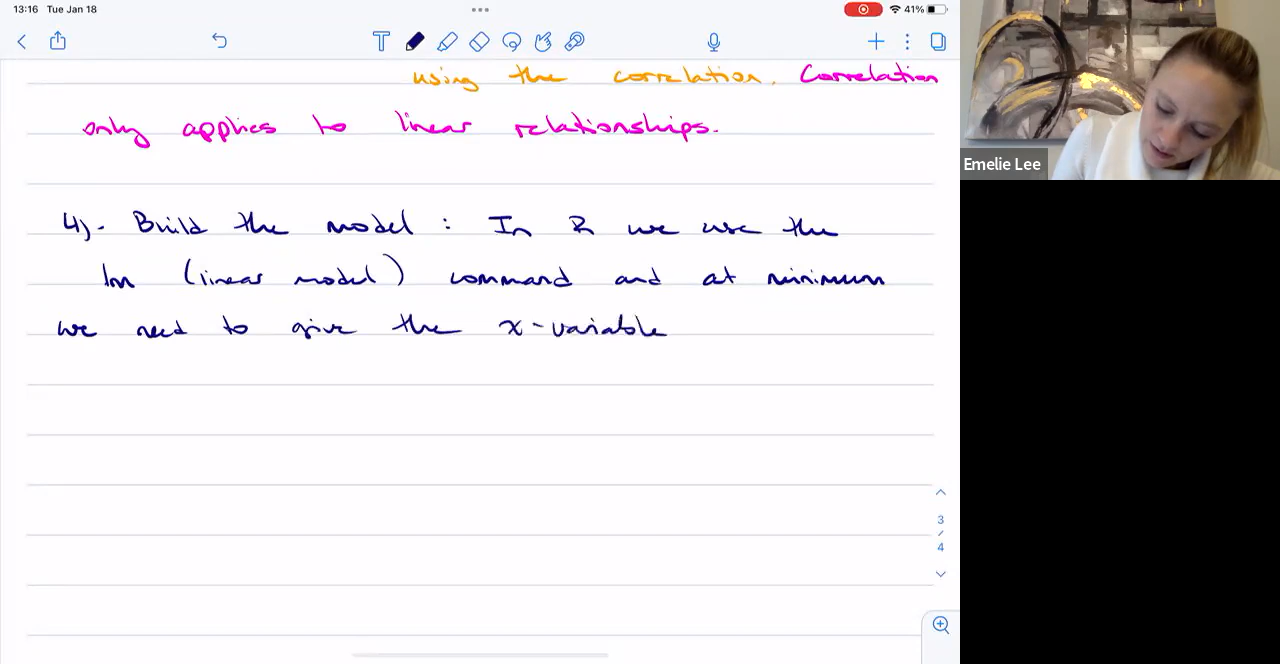 13:16 Tue Jan 18 41%
using the correlation. Correlation
only applies to linear relationships.
Emelie Lee
4). Build the model : In R we use the
lm (linear model) command and at minimum
we need to give the x-variable
3
4